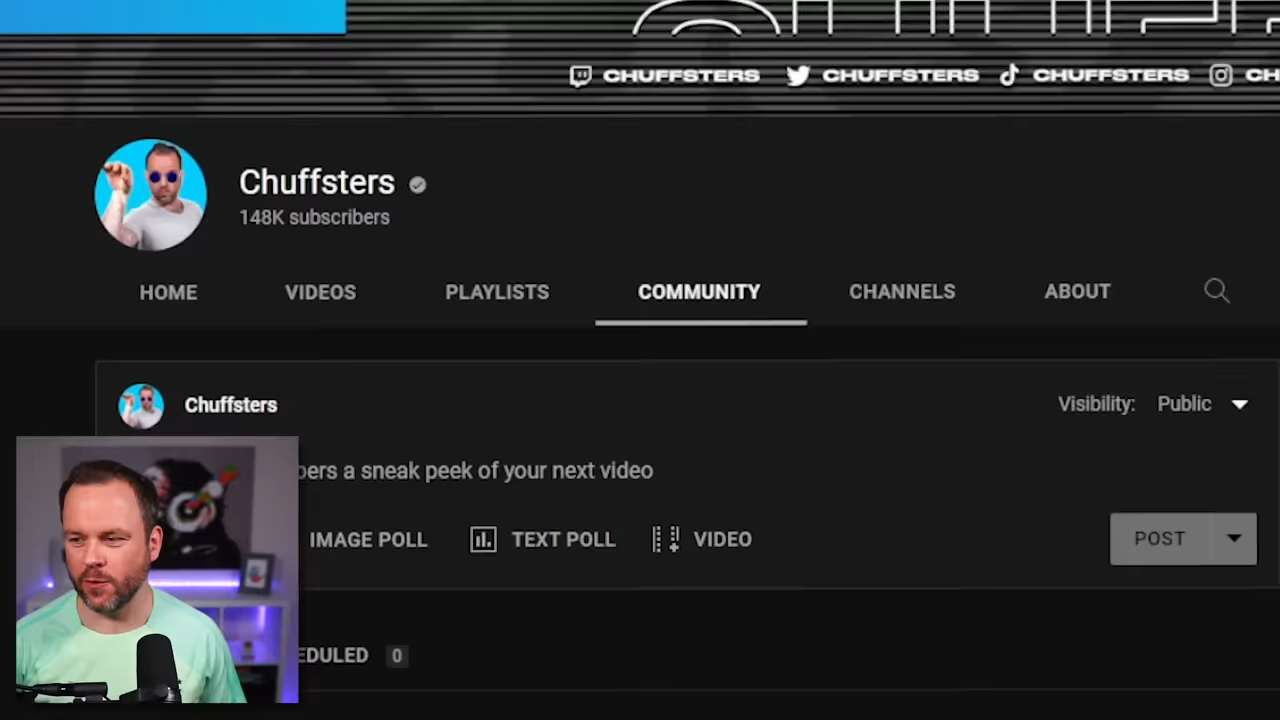 CHUFFSTERS CHUFFSTERS CHUFFSTERS CH
Chuffsters
148K subscribers
HOME VIDEOS PLAYLISTS COMMUNITY CHANNELS ABOUT
Chuffsters Visibility: Public
a sneak peek of your next video
IMAGE POLL TEXT POLL VIDEO POST
EDULED 0